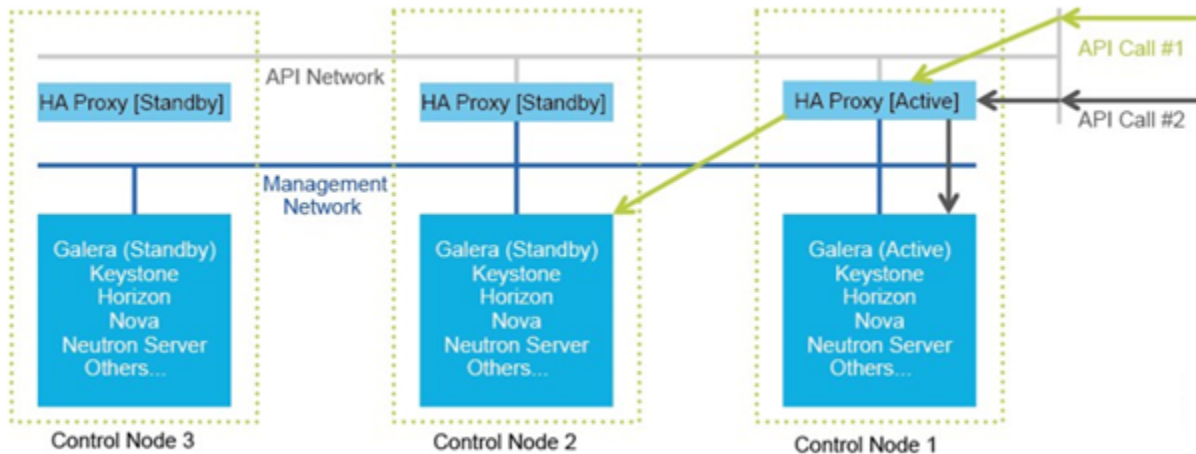 API Call #1
API Network
HA Proxy [Standby]
HA Proxy [Standby]
HA Proxy [Active]
API Call #2
Management
Network
Galera (Standby)
Keystone
Horizon
Nova
Neutron Server
Others...
Galera (Standby)
Keystone
Horizon
Nova
Neutron Server
Others...
Galera (Active)
Keystone
Horizon
Nova
Neutron Server
Others...
Control Node 3
Control Node 2
Control Node 1